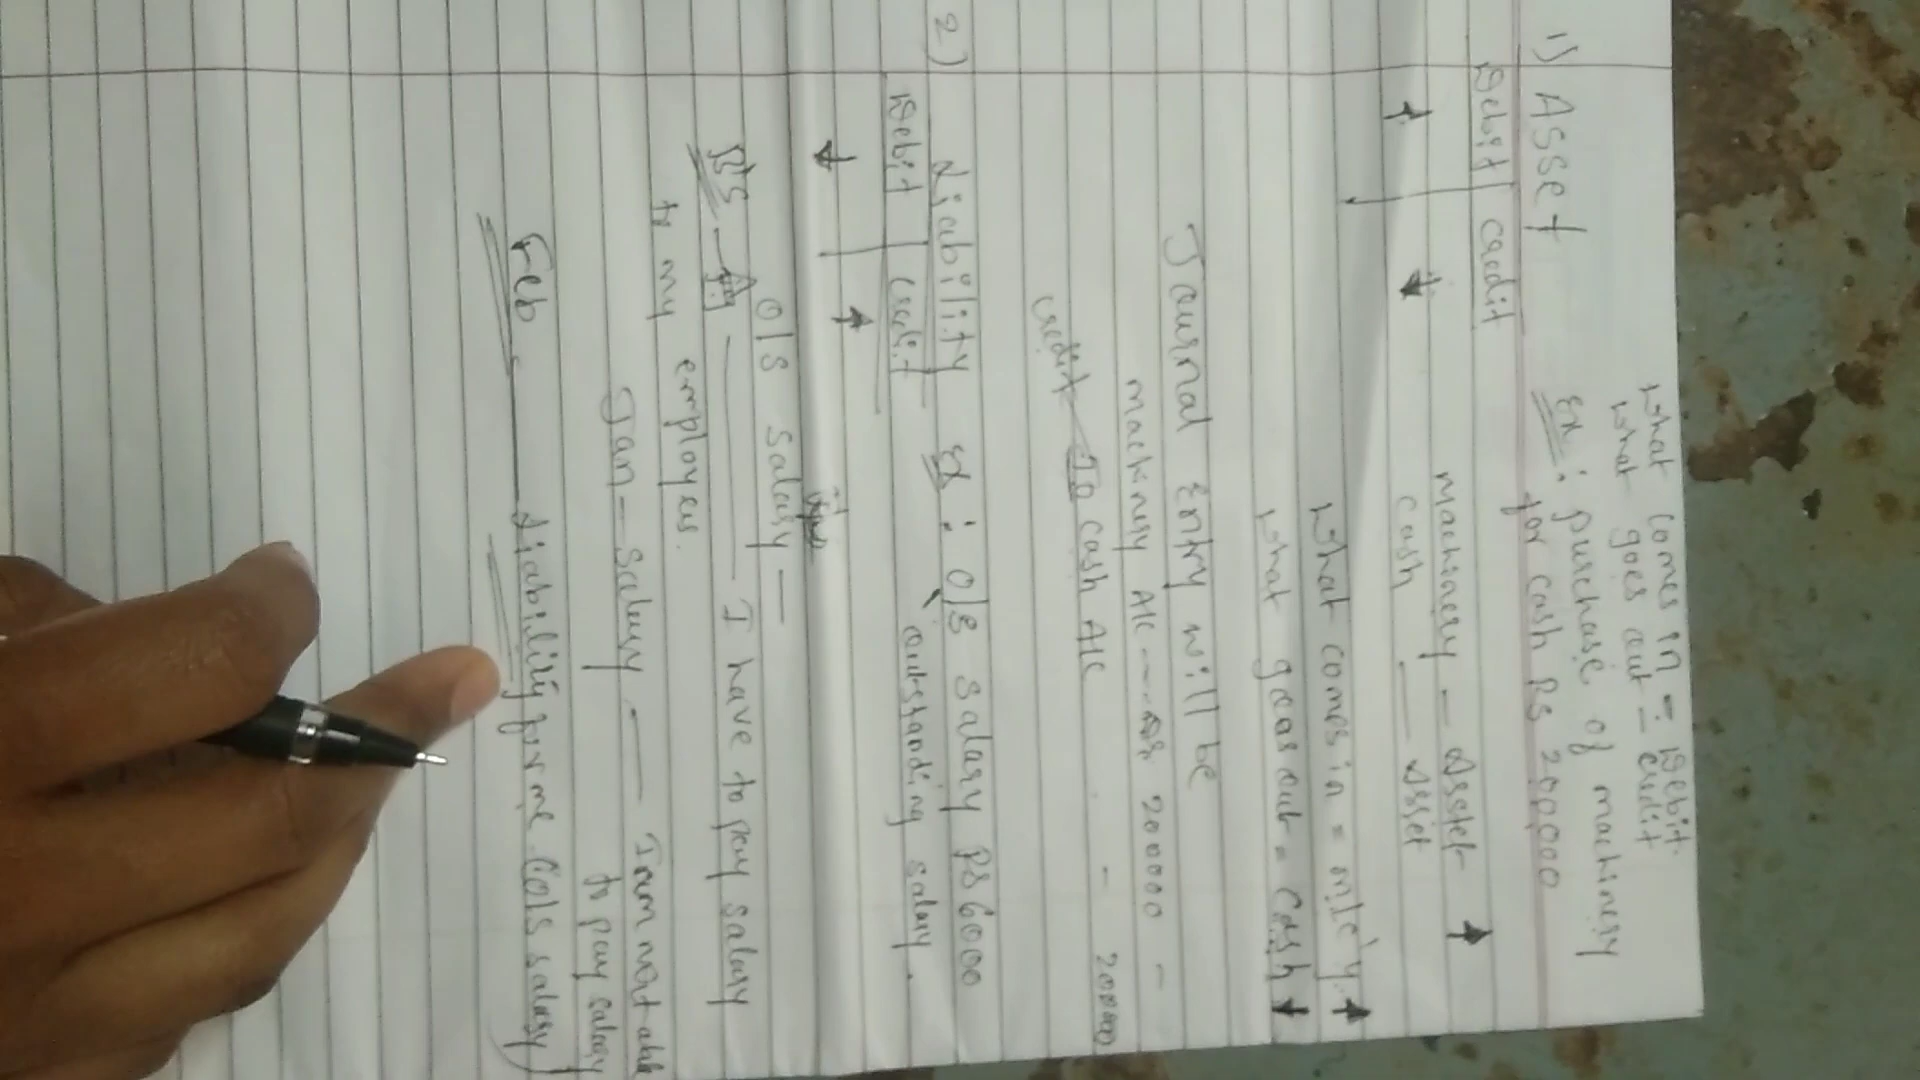 what comes in = Debit.
what goes out = credit
1) Asset Ex: purchase of machinery
for cash Rs 200000
Debit credit
machinery - Asset ↑
↑ ↓ cash - Asset
what comes in = m/c'y ↑
what goes out = cash ↓
Journal Entry will be
machinery A/c --- Dr 200000 -
credit To cash A/c - 200000
2) Liability Ex: O/s salary Rs 6000
Debit credit outstanding salary.
↓ ↑
O/s salary -
I have to pay salary
to my employees.
Jan - salary - I am not able
to pay salary
Feb - Liability for me (O/s salary)